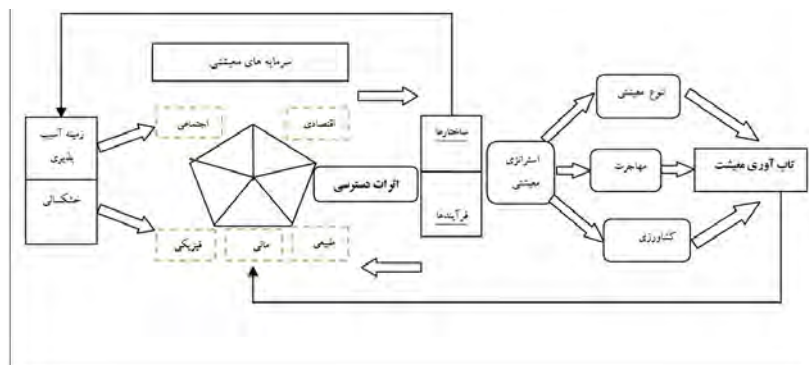 سرمایه های معیشتی
زمینه آسیب
پذیری
خشکسالی
اجتماعی
اقتصادی
اثرات دسترسی
فیزیکی
مالی
طبیعی
ساختارها
فرآیندها
استراتژی
معیشتی
تنوع معیشتی
مهاجرت
کشاورزی
تاب آوری معیشت